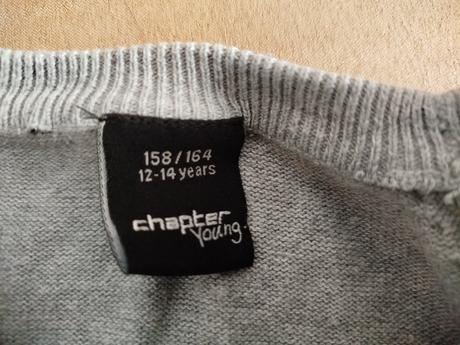 158/164
12-14 years
chapter
young.